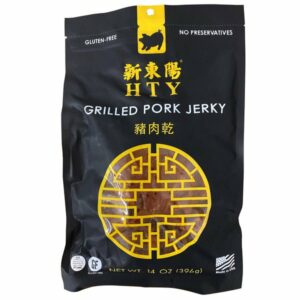 GLUTEN-FREE
NO PRESERVATIVES
新東陽
HTY
GRILLED PORK JERKY
豬肉乾
NET WT. 14 OZ (396g)